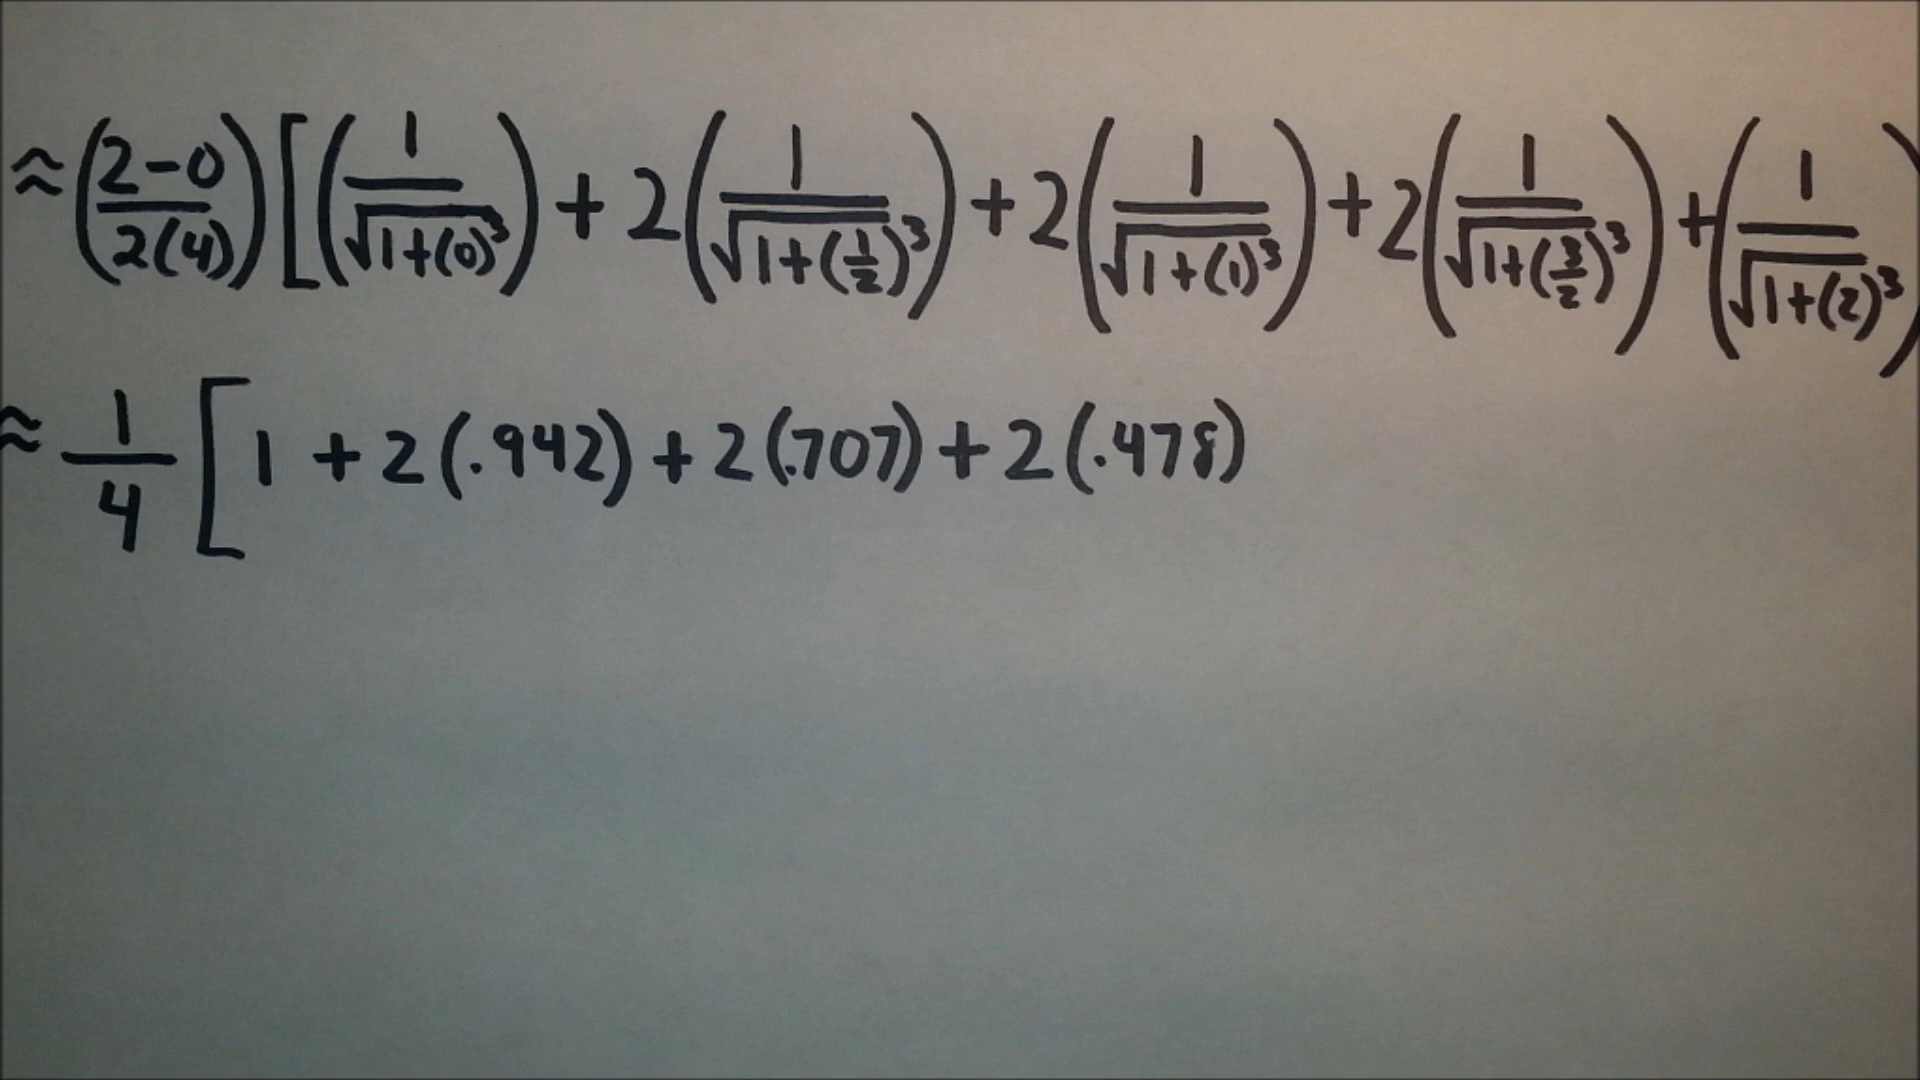 ≈ (2-0 / 2(4)) [(1 / √1+(0)³) + 2(1 / √1+(1/2)³) + 2(1 / √1+(1)³) + 2(1 / √1+(3/2)³) + (1 / √1+(2)³)
≈ 1/4 [1 + 2(.942) + 2(.707) + 2(.478)